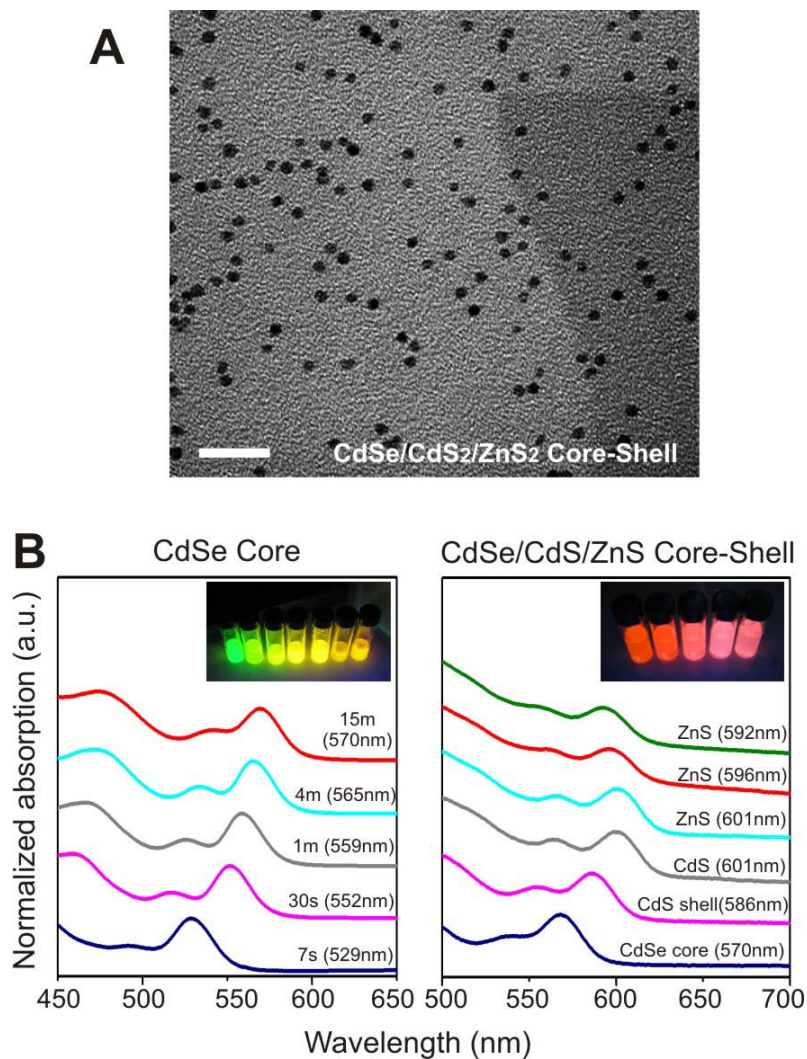 A
CdSe/CdS₂/ZnS₂ Core-Shell
B
CdSe Core
CdSe/CdS/ZnS Core-Shell
Normalized absorption (a.u.)
15m
(570nm)
4m (565nm)
1m (559nm)
30s (552nm)
7s (529nm)
450 500 550 600 650
ZnS (592nm)
ZnS (596nm)
ZnS (601nm)
CdS (601nm)
CdS shell(586nm)
CdSe core (570nm)
500 550 600 650 700
Wavelength (nm)